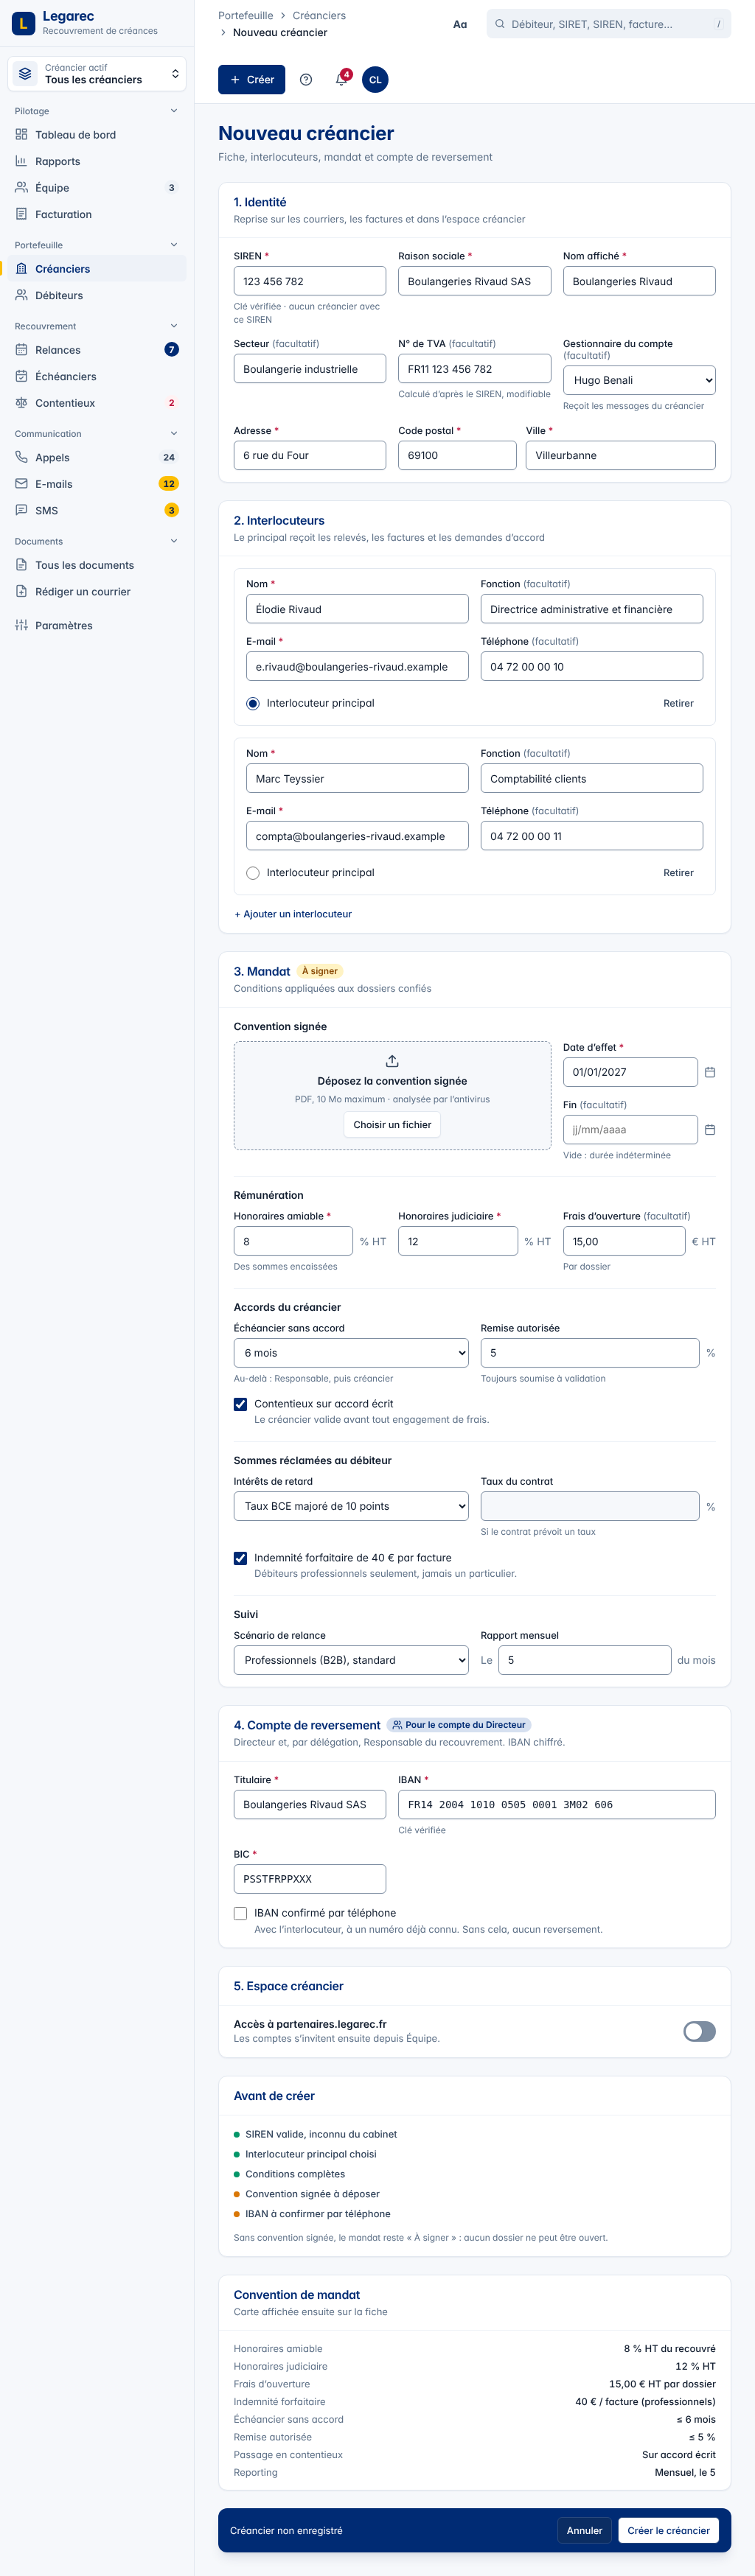 Legarec
Recouvrement de créances
Créancier actif
Tous les créanciers
Pilotage
Tableau de bord
Rapports
Équipe 3
Facturation
Portefeuille
Créanciers
Débiteurs
Recouvrement
Relances 7
Échéanciers
Contentieux 2
Communication
Appels 24
E-mails 12
SMS 3
Documents
Tous les documents
Rédiger un courrier
Paramètres
Portefeuille > Créanciers
> Nouveau créancier
Aa
Débiteur, SIRET, SIREN, facture… /
+ Créer
4
CL
Nouveau créancier
Fiche, interlocuteurs, mandat et compte de reversement
1. Identité
Reprise sur les courriers, les factures et dans l’espace créancier
SIREN * Raison sociale * Nom affiché *
123 456 782 Boulangeries Rivaud SAS Boulangeries Rivaud
Clé vérifiée · aucun créancier avec
ce SIREN
Secteur (facultatif) N° de TVA (facultatif) Gestionnaire du compte
(facultatif)
Boulangerie industrielle FR11 123 456 782 Hugo Benali
Calculé d’après le SIREN, modifiable Reçoit les messages du créancier
Adresse * Code postal * Ville *
6 rue du Four 69100 Villeurbanne
2. Interlocuteurs
Le principal reçoit les relevés, les factures et les demandes d’accord
Nom * Fonction (facultatif)
Élodie Rivaud Directrice administrative et financière
E-mail * Téléphone (facultatif)
e.rivaud@boulangeries-rivaud.example 04 72 00 00 10
Interlocuteur principal Retirer
Nom * Fonction (facultatif)
Marc Teyssier Comptabilité clients
E-mail * Téléphone (facultatif)
compta@boulangeries-rivaud.example 04 72 00 00 11
Interlocuteur principal Retirer
+ Ajouter un interlocuteur
3. Mandat À signer
Conditions appliquées aux dossiers confiés
Convention signée
Déposez la convention signée
PDF, 10 Mo maximum · analysée par l’antivirus
Choisir un fichier
Date d’effet *
01/01/2027
Fin (facultatif)
jj/mm/aaaa
Vide : durée indéterminée
Rémunération
Honoraires amiable * Honoraires judiciaire * Frais d’ouverture (facultatif)
8 % HT 12 % HT 15,00 € HT
Des sommes encaissées Par dossier
Accords du créancier
Échéancier sans accord Remise autorisée
6 mois 5 %
Au-delà : Responsable, puis créancier Toujours soumise à validation
Contentieux sur accord écrit
Le créancier valide avant tout engagement de frais.
Sommes réclamées au débiteur
Intérêts de retard Taux du contrat
Taux BCE majoré de 10 points %
Si le contrat prévoit un taux
Indemnité forfaitaire de 40 € par facture
Débiteurs professionnels seulement, jamais un particulier.
Suivi
Scénario de relance Rapport mensuel
Professionnels (B2B), standard Le 5 du mois
4. Compte de reversement Pour le compte du Directeur
Directeur et, par délégation, Responsable du recouvrement. IBAN chiffré.
Titulaire * IBAN *
Boulangeries Rivaud SAS FR14 2004 1010 0505 0001 3M02 606
Clé vérifiée
BIC *
PSSTFRPPXXX
IBAN confirmé par téléphone
Avec l’interlocuteur, à un numéro déjà connu. Sans cela, aucun reversement.
5. Espace créancier
Accès à partenaires.legarec.fr
Les comptes s’invitent ensuite depuis Équipe.
Avant de créer
SIREN valide, inconnu du cabinet
Interlocuteur principal choisi
Conditions complètes
Convention signée à déposer
IBAN à confirmer par téléphone
Sans convention signée, le mandat reste « À signer » : aucun dossier ne peut être ouvert.
Convention de mandat
Carte affichée ensuite sur la fiche
Honoraires amiable 8 % HT du recouvré
Honoraires judiciaire 12 % HT
Frais d’ouverture 15,00 € HT par dossier
Indemnité forfaitaire 40 € / facture (professionnels)
Échéancier sans accord ≤ 6 mois
Remise autorisée ≤ 5 %
Passage en contentieux Sur accord écrit
Reporting Mensuel, le 5
Créancier non enregistré Annuler Créer le créancier